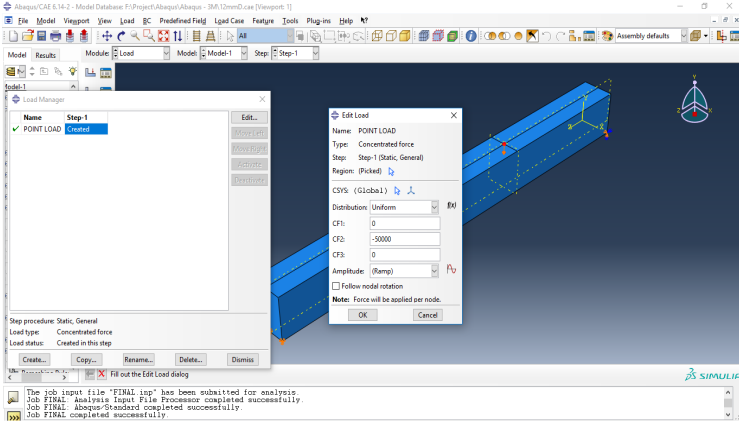 Abaqus/CAE 6.14-2 - Model Database: F:\Project\Abaqus\Abaqus - 3M\12mmD.cae [Viewport: 1]
File Model Viewport View Load BC Predefined Field Load Case Feature Tools Plug-ins Help
All Assembly defaults
Model Results Module: Load Model: Model-1 Step: Step-1
Model-1
Load Manager
Name Step-1
POINT LOAD Created
Edit...
Move Left
Move Right
Activate
Deactivate
Step procedure: Static, General
Load type: Concentrated force
Load status: Created in this step
Create... Copy... Rename... Delete... Dismiss
Edit Load
Name: POINT LOAD
Type: Concentrated force
Step: Step-1 (Static, General)
Region: (Picked)
CSYS: (Global)
Distribution: Uniform f(x)
CF1: 0
CF2: -50000
CF3: 0
Amplitude: (Ramp)
Follow nodal rotation
Note: Force will be applied per node.
OK Cancel
Y
Z
X
Fill out the Edit Load dialog
SIMULIA
The job input file "FINAL.inp" has been submitted for analysis.
Job FINAL: Analysis Input File Processor completed successfully.
Job FINAL: Abaqus/Standard completed successfully.
Job FINAL completed successfully.